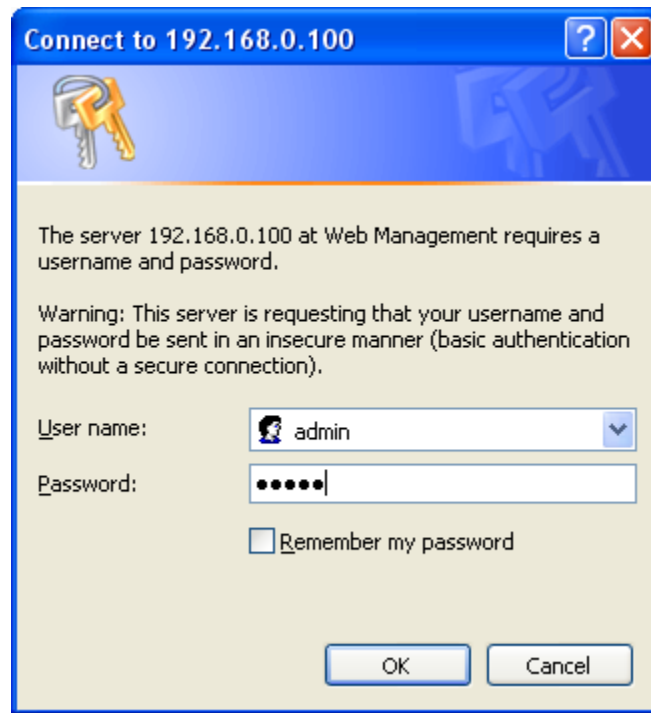 Connect to 192.168.0.100
The server 192.168.0.100 at Web Management requires a
username and password.
Warning: This server is requesting that your username and
password be sent in an insecure manner (basic authentication
without a secure connection).
User name:
admin
Password:
•••••
Remember my password
OK
Cancel